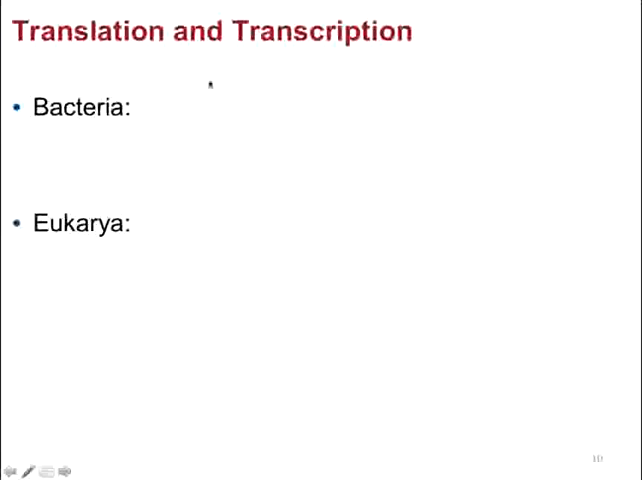 Translation and Transcription
• Bacteria:
• Eukarya:
10